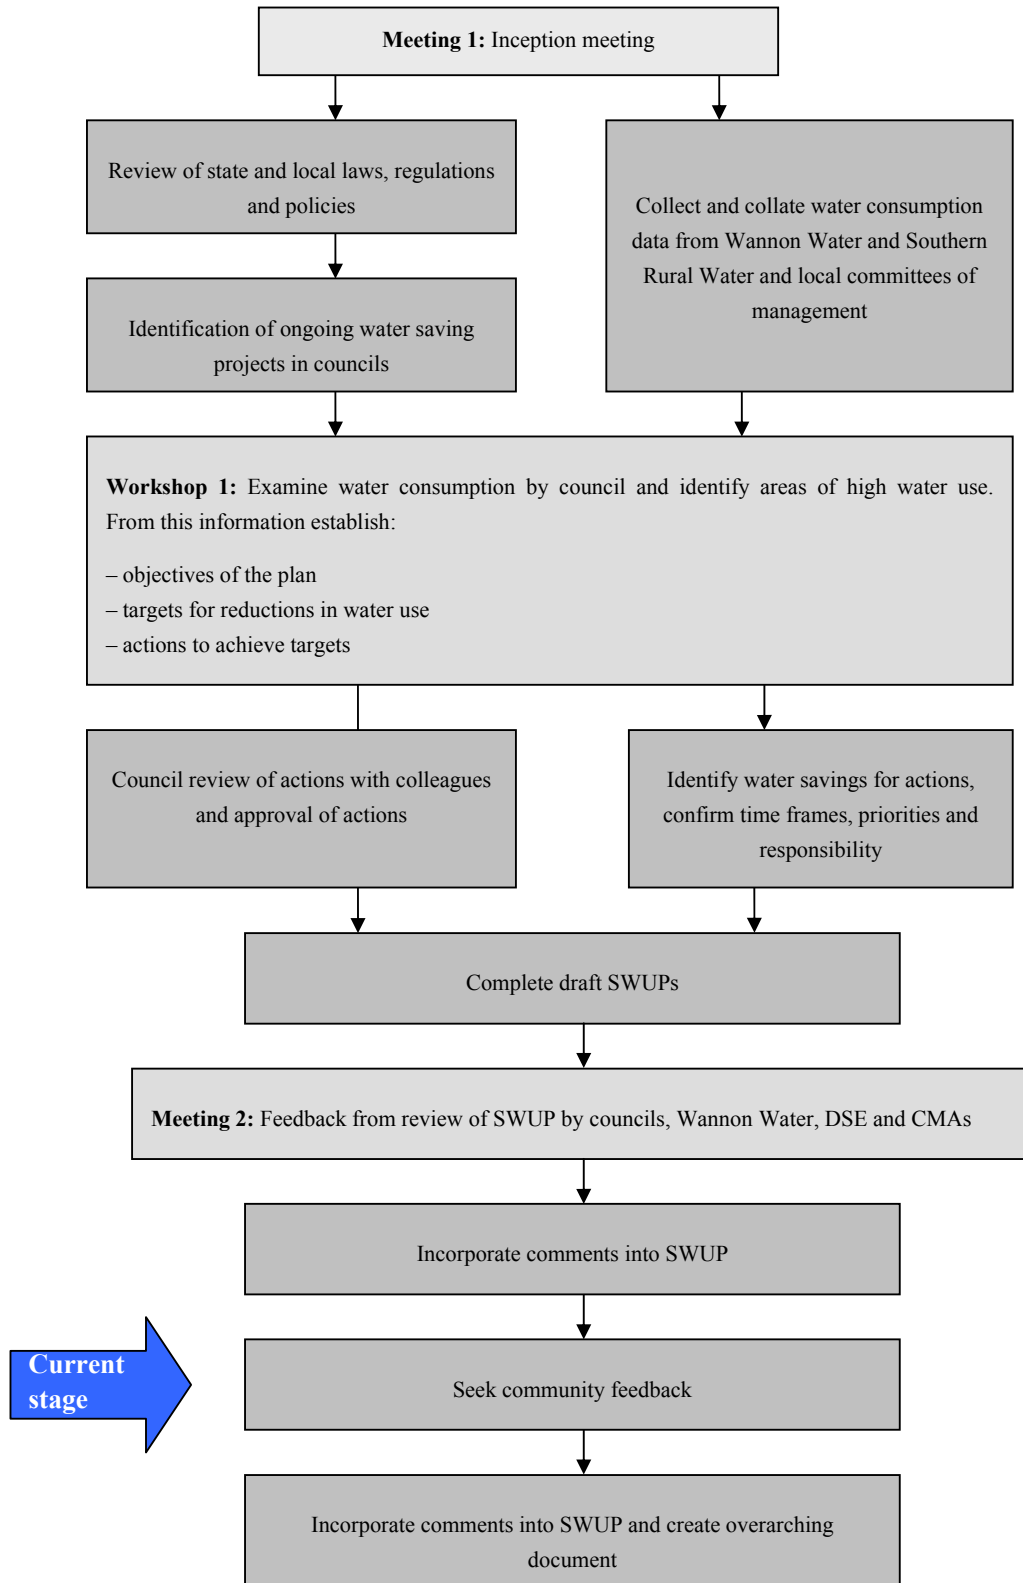 Meeting 1: Inception meeting
Review of state and local laws, regulations
and policies
Collect and collate water consumption
data from Wannon Water and Southern
Rural Water and local committees of
management
Identification of ongoing water saving
projects in councils
Workshop 1: Examine water consumption by council and identify areas of high water use.
From this information establish:
– objectives of the plan
– targets for reductions in water use
– actions to achieve targets
Council review of actions with colleagues
and approval of actions
Identify water savings for actions,
confirm time frames, priorities and
responsibility
Complete draft SWUPs
Meeting 2: Feedback from review of SWUP by councils, Wannon Water, DSE and CMAs
Incorporate comments into SWUP
Current
stage
Seek community feedback
Incorporate comments into SWUP and create overarching
document